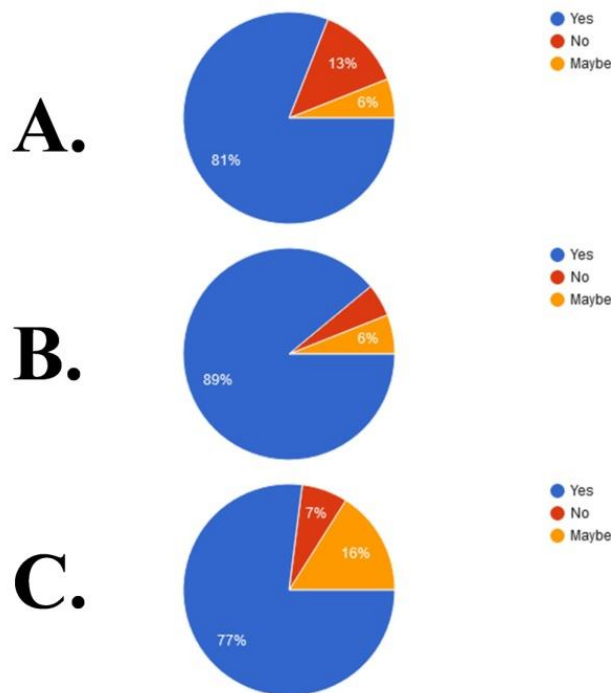 Yes
No
Maybe
13%
6%
81%
A.
Yes
No
Maybe
6%
89%
B.
Yes
No
Maybe
7%
16%
77%
C.